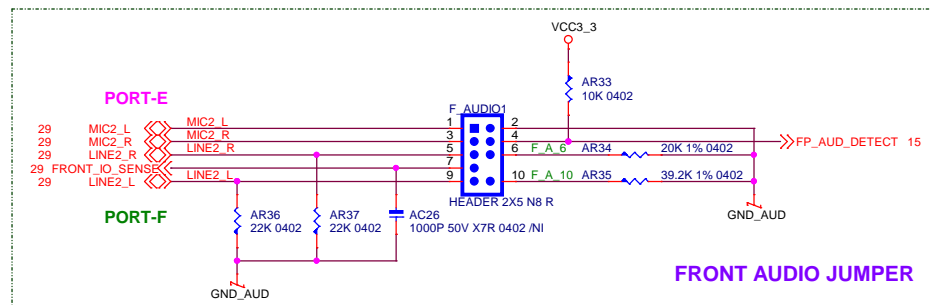 VCC3_3
AR33
10K 0402
PORT-E
F_AUDIO1
29 MIC2_L MIC2_L 1 2
29 MIC2_R MIC2_R 3 4 FP_AUD_DETECT 15
29 LINE2_R LINE2_R 5 6 F_A_6 AR34 20K 1% 0402
29 FRONT_IO_SENSE 7
29 LINE2_L LINE2_L 9 10 F_A_10 AR35 39.2K 1% 0402
HEADER 2X5 N8 R
PORT-F
AR36
22K 0402
AR37
22K 0402
AC26
1000P 50V X7R 0402 /NI
GND_AUD
GND_AUD
FRONT AUDIO JUMPER